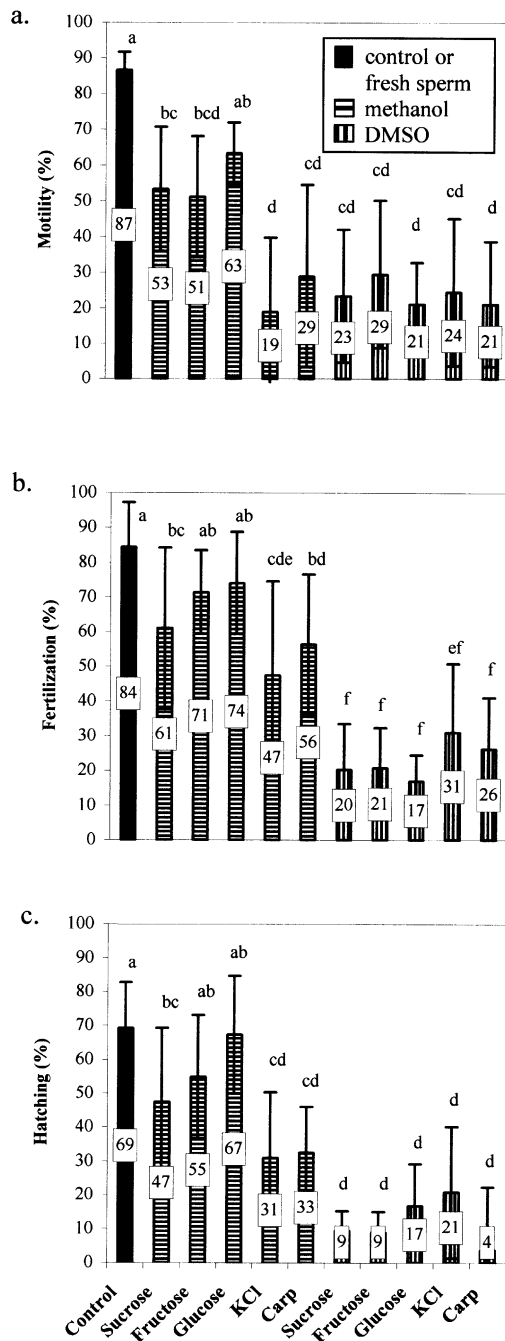 a.
control or
fresh sperm
methanol
DMSO
Motility (%)
100
90
80
70
60
50
40
30
20
10
0
a
bc
bcd
ab
d
cd
cd
cd
d
cd
d
87
53
51
63
19
29
23
29
21
24
21
b.
Fertilization (%)
100
90
80
70
60
50
40
30
20
10
0
a
bc
ab
ab
cde
bd
f
f
f
ef
f
84
61
71
74
47
56
20
21
17
31
26
c.
Hatching (%)
100
90
80
70
60
50
40
30
20
10
0
a
bc
ab
ab
cd
cd
d
d
d
d
d
69
47
55
67
31
33
9
9
17
21
4
Control
Sucrose
Fructose
Glucose
KCl
Carp
Sucrose
Fructose
Glucose
KCl
Carp